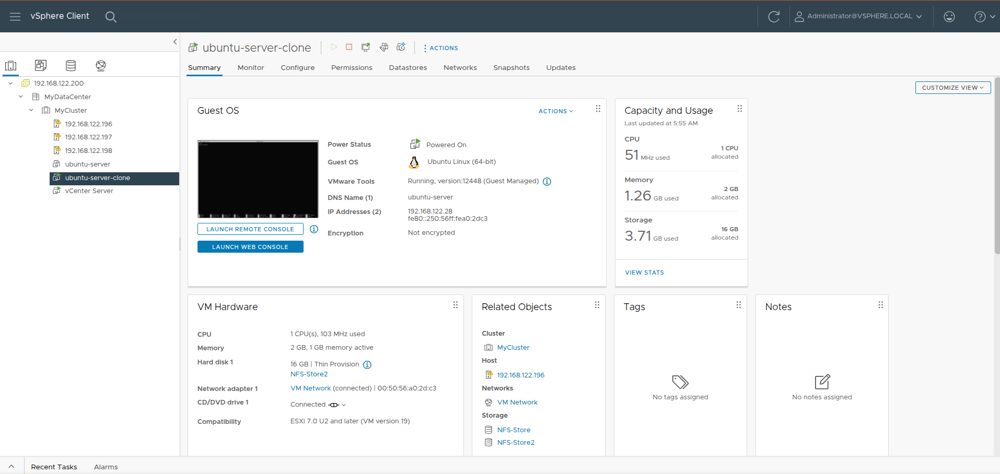 vSphere Client
Administrator@VSPHERE.LOCAL
192.168.122.200
MyDataCenter
MyCluster
192.168.122.196
192.168.122.197
192.168.122.198
ubuntu-server
ubuntu-server-clone
vCenter Server
ubuntu-server-clone
ACTIONS
Summary Monitor Configure Permissions Datastores Networks Snapshots Updates
CUSTOMIZE VIEW
Guest OS
ACTIONS
Power Status Powered On
Guest OS Ubuntu Linux (64-bit)
VMware Tools Running, version:12448 (Guest Managed)
DNS Name (1) ubuntu-server
IP Addresses (2) 192.168.122.28
fe80::250:56ff:fea0:2dc3
Encryption Not encrypted
LAUNCH REMOTE CONSOLE
LAUNCH WEB CONSOLE
Capacity and Usage
Last updated at 5:55 AM
CPU
51 MHz used
1 CPU
allocated
Memory
1.26 GB used
2 GB
allocated
Storage
3.71 GB used
16 GB
allocated
VIEW STATS
VM Hardware
CPU 1 CPU(s), 103 MHz used
Memory 2 GB, 1 GB memory active
Hard disk 1 16 GB | Thin Provision
NFS-Store2
Network adapter 1 VM Network (connected) | 00:50:56:a0:2d:c3
CD/DVD drive 1 Connected
Compatibility ESXi 7.0 U2 and later (VM version 19)
Related Objects
Cluster
MyCluster
Host
192.168.122.196
Networks
VM Network
Storage
NFS-Store
NFS-Store2
Tags
No tags assigned
Notes
No notes assigned
Recent Tasks Alarms